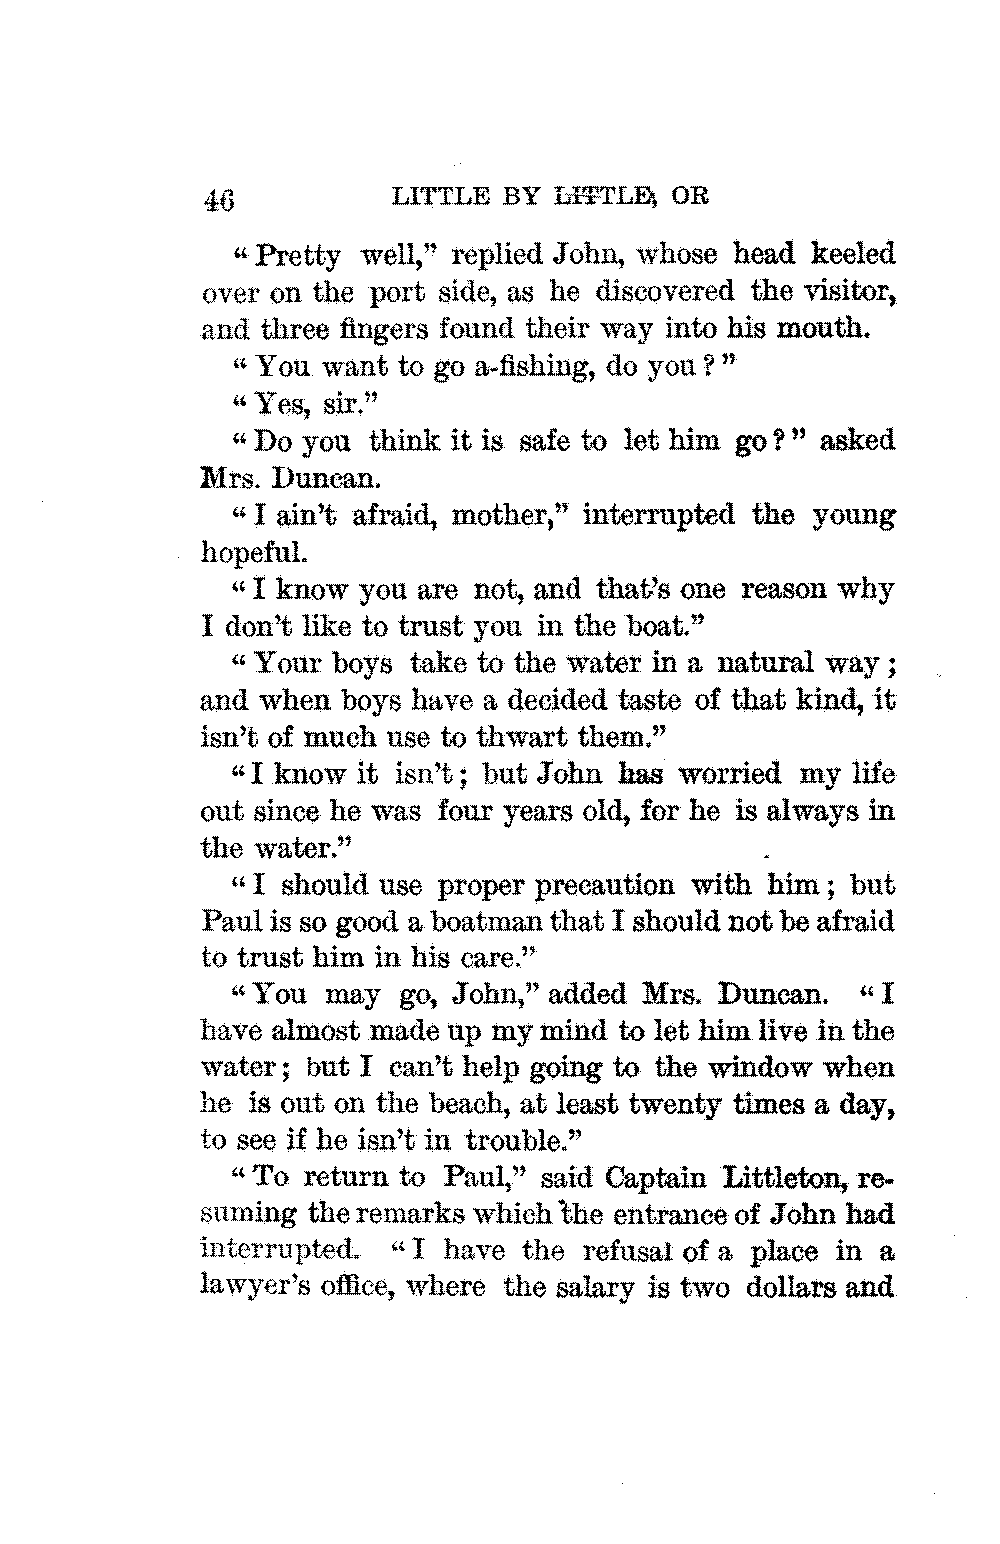 46 LITTLE BY LITTLE, OR
“Pretty well,” replied John, whose head keeled
over on the port side, as he discovered the visitor,
and three fingers found their way into his mouth.
“You want to go a-fishing, do you?”
“Yes, sir.”
“Do you think it is safe to let him go?” asked
Mrs. Duncan.
“I ain’t afraid, mother,” interrupted the young
hopeful.
“I know you are not, and that’s one reason why
I don’t like to trust you in the boat.”
“Your boys take to the water in a natural way;
and when boys have a decided taste of that kind, it
isn’t of much use to thwart them.”
“I know it isn’t; but John has worried my life
out since he was four years old, for he is always in
the water.”
“I should use proper precaution with him; but
Paul is so good a boatman that I should not be afraid
to trust him in his care.”
“You may go, John,” added Mrs. Duncan. “I
have almost made up my mind to let him live in the
water; but I can’t help going to the window when
he is out on the beach, at least twenty times a day,
to see if he isn’t in trouble.”
“To return to Paul,” said Captain Littleton, re-
suming the remarks which the entrance of John had
interrupted. “I have the refusal of a place in a
lawyer’s office, where the salary is two dollars and